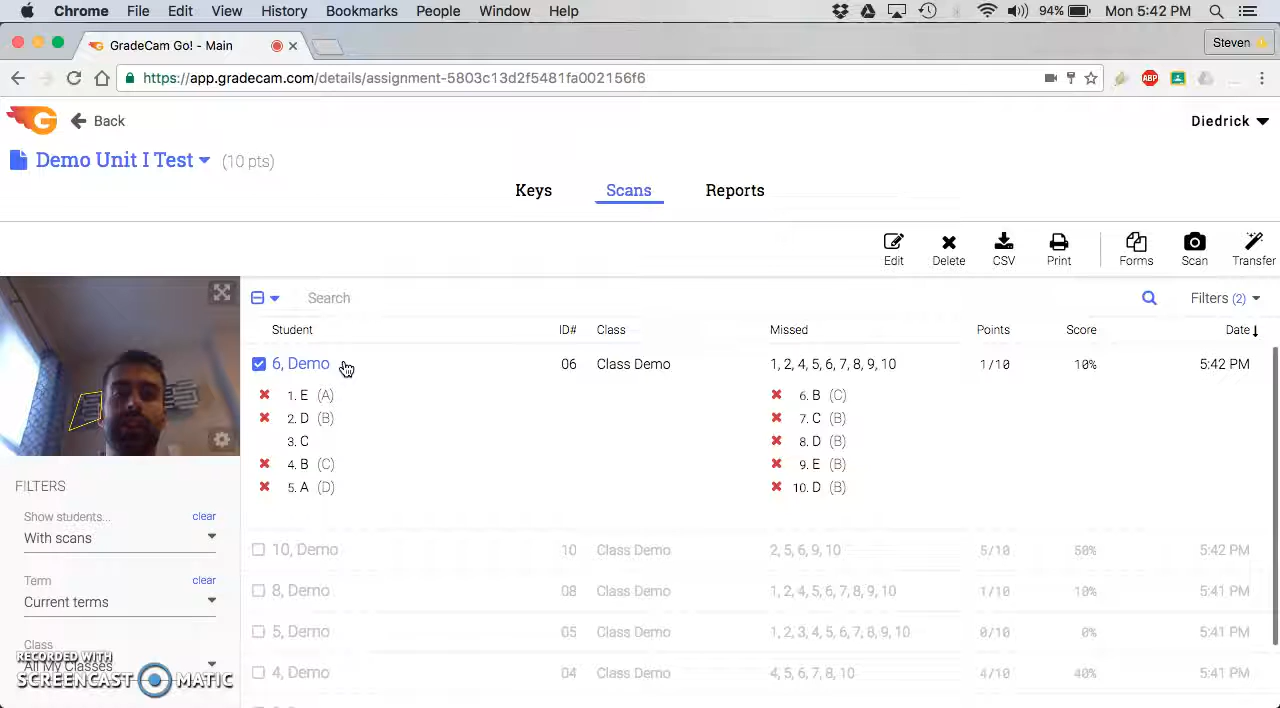 Chrome File Edit View History Bookmarks People Window Help 94% Mon 5:42 PM
GradeCam Go! - Main Steven
https://app.gradecam.com/details/assignment-5803c13d2f5481fa002156f6 ABP
G Back Diedrick
Demo Unit I Test (10 pts)
Keys Scans Reports
Edit Delete CSV Print Forms Scan Transfer
Search Filters (2)
Student ID# Class Missed Points Score Date
6, Demo 06 Class Demo 1, 2, 4, 5, 6, 7, 8, 9, 10 1/10 10% 5:42 PM
1. E (A) 6. B (C)
2. D (B) 7. C (B)
3. C 8. D (B)
4. B (C) 9. E (B)
5. A (D) 10. D (B)
10, Demo 10 Class Demo 2, 5, 6, 9, 10 5/10 50% 5:42 PM
8, Demo 08 Class Demo 1, 2, 4, 5, 6, 7, 8, 9, 10 1/10 10% 5:41 PM
5, Demo 05 Class Demo 1, 2, 3, 4, 5, 6, 7, 8, 9, 10 0/10 0% 5:41 PM
4, Demo 04 Class Demo 4, 5, 6, 7, 8, 10 4/10 40% 5:41 PM
FILTERS
Show students... clear
With scans
Term clear
Current terms
Class
All My Classes
RECORDED WITH
SCREENCAST MATIC